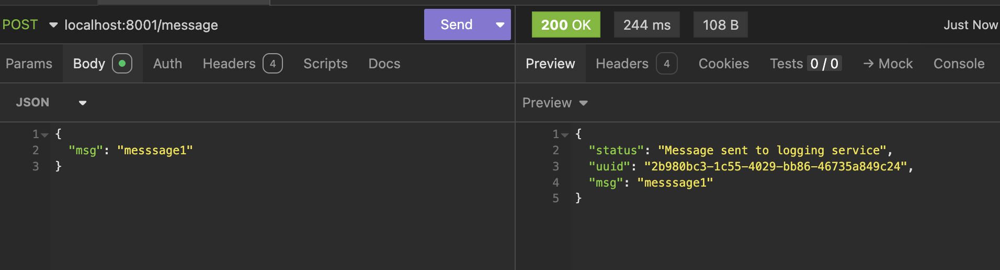 POST localhost:8001/message Send 200 OK 244 ms 108 B Just Now
Params Body Auth Headers 4 Scripts Docs Preview Headers 4 Cookies Tests 0 / 0 → Mock Console
JSON Preview
1 {
2 "msg": "messsage1"
3 }
1 {
2 "status": "Message sent to logging service",
3 "uuid": "2b980bc3-1c55-4029-bb86-46735a849c24",
4 "msg": "messsage1"
5 }